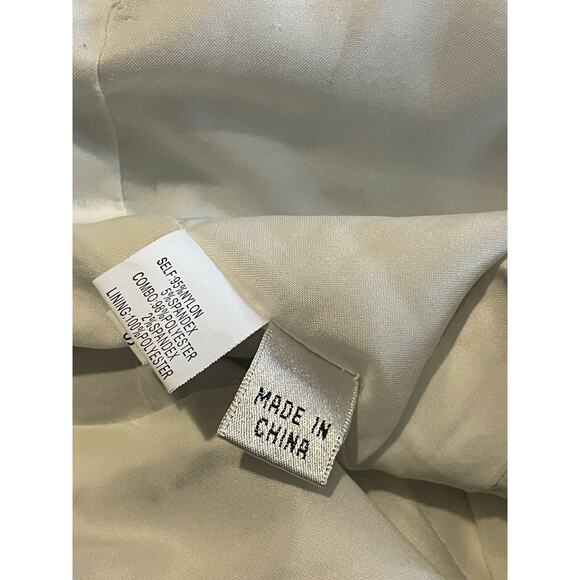 SELF:95%NYLON
5%SPANDEX
COMBO:98%POLYESTER
2%SPANDEX
LINING:100%POLYESTER
MADE IN
CHINA